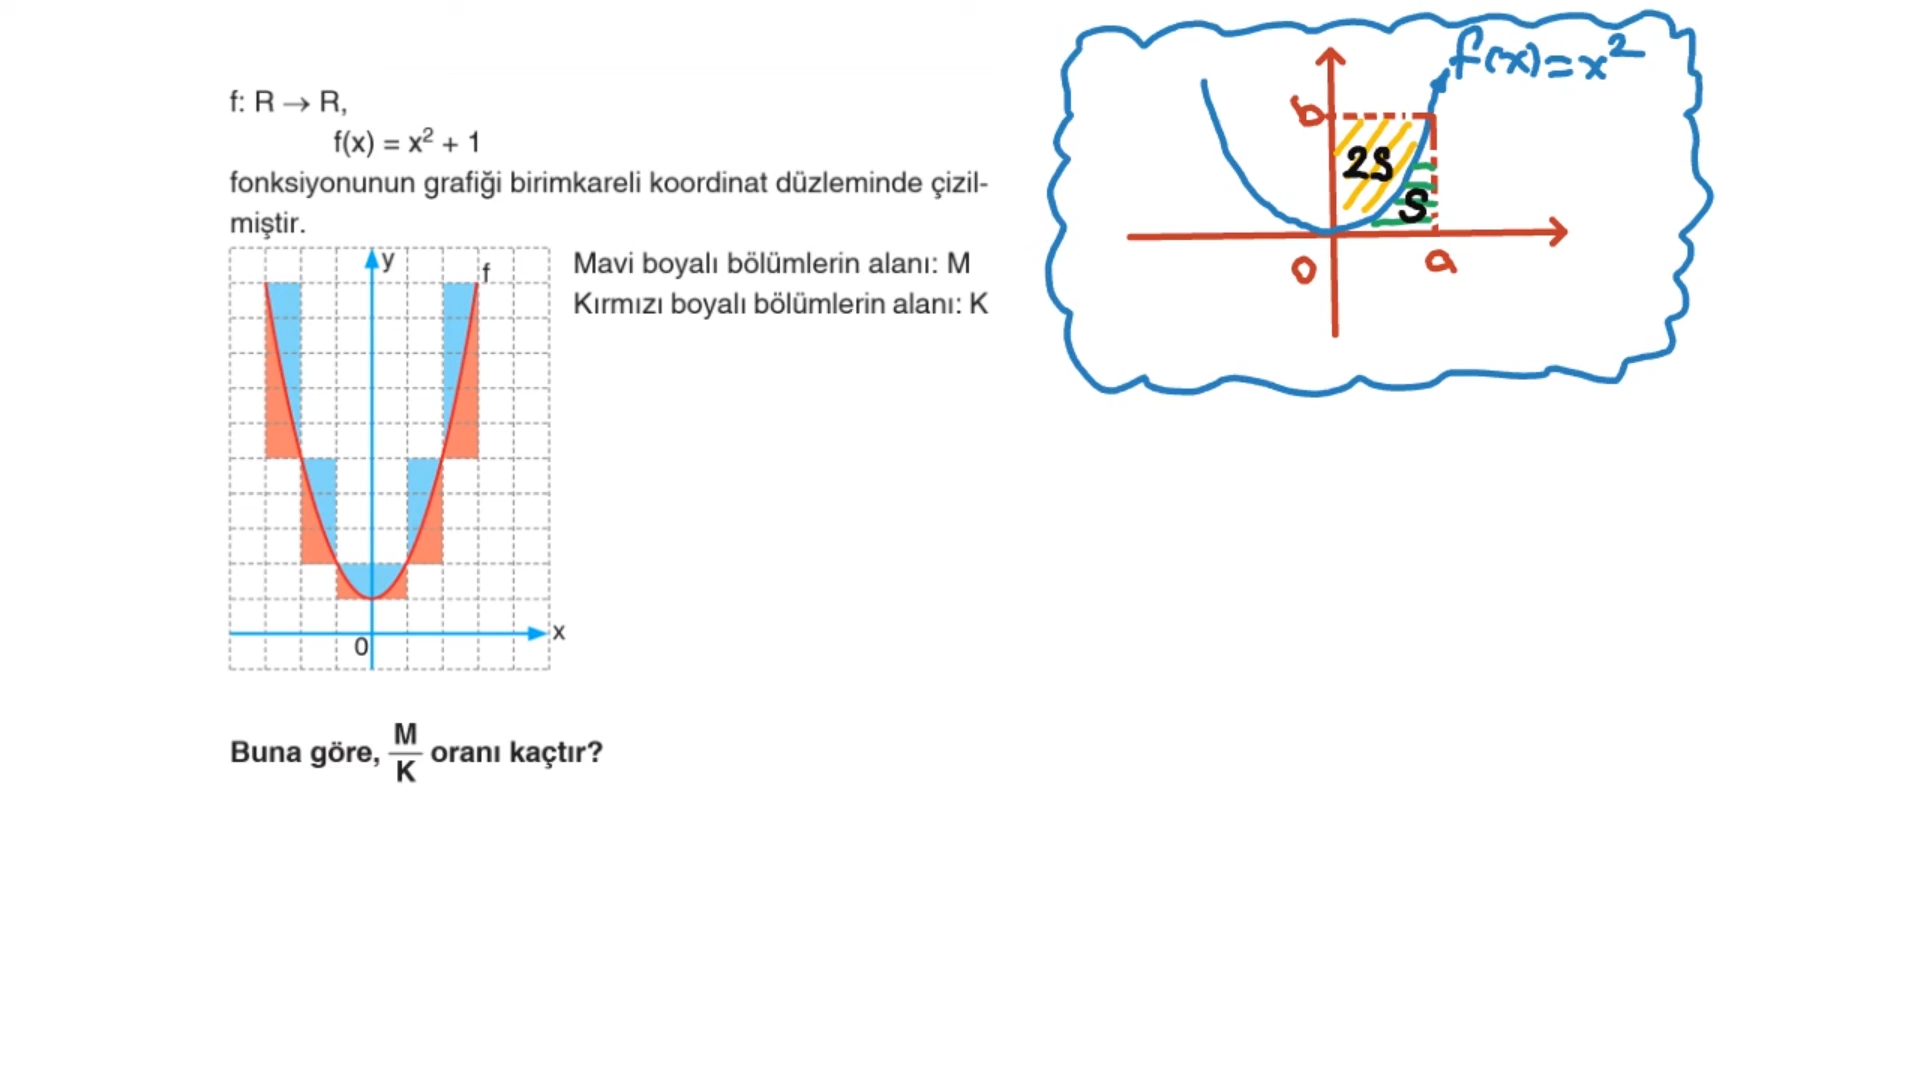 f: R → R,
f(x) = x² + 1
fonksiyonunun grafiği birimkareli koordinat düzleminde çizil-
miştir.
y
f
Mavi boyalı bölümlerin alanı: M
Kırmızı boyalı bölümlerin alanı: K
x
0
Buna göre, M/K oranı kaçtır?
f(x)=x²
b
2S
S
0
a